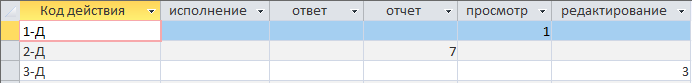 Код действия исполнение ответ отчет просмотр редактирование
1-Д 1
2-Д 7
3-Д 3